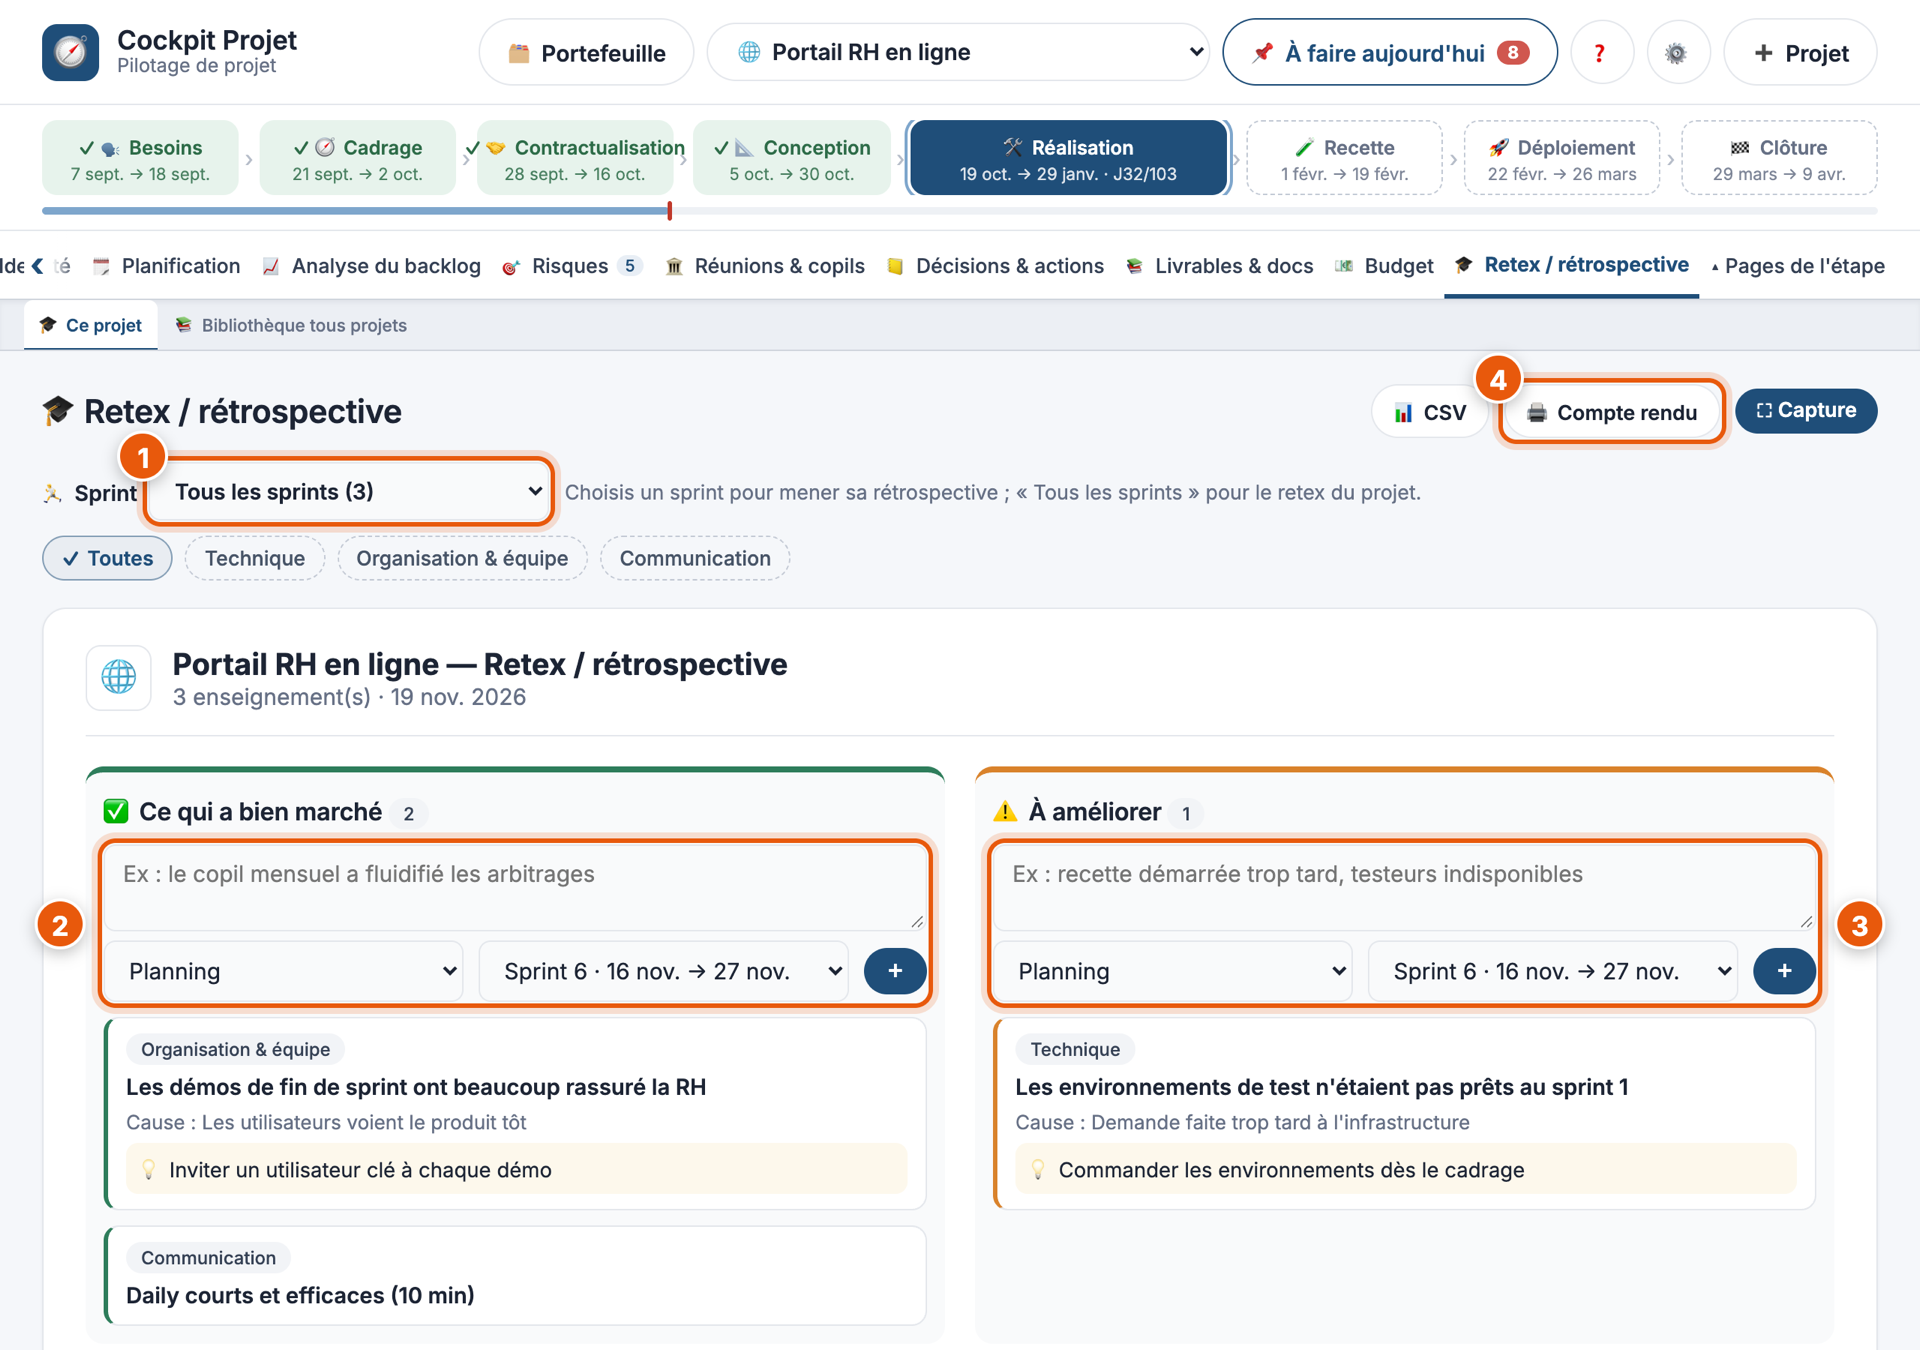 Cockpit Projet
Pilotage de projet
Portefeuille
Portail RH en ligne
À faire aujourd'hui 8
?
+ Projet
✓ Besoins
7 sept. → 18 sept.
✓ Cadrage
21 sept. → 2 oct.
✓ Contractualisation
28 sept. → 16 oct.
✓ Conception
5 oct. → 30 oct.
Réalisation
19 oct. → 29 janv. · J32/103
Recette
1 févr. → 19 févr.
Déploiement
22 févr. → 26 mars
Clôture
29 mars → 9 avr.
Ide té
Planification
Analyse du backlog
Risques 5
Réunions & copils
Décisions & actions
Livrables & docs
Budget
Retex / rétrospective
Pages de l'étape
Ce projet
Bibliothèque tous projets
Retex / rétrospective
CSV
4
Compte rendu
Capture
1
Sprint
Tous les sprints (3)
Choisis un sprint pour mener sa rétrospective ; « Tous les sprints » pour le retex du projet.
✓ Toutes
Technique
Organisation & équipe
Communication
Portail RH en ligne — Retex / rétrospective
3 enseignement(s) · 19 nov. 2026
Ce qui a bien marché 2
Ex : le copil mensuel a fluidifié les arbitrages
2
Planning
Sprint 6 · 16 nov. → 27 nov.
+
Organisation & équipe
Les démos de fin de sprint ont beaucoup rassuré la RH
Cause : Les utilisateurs voient le produit tôt
Inviter un utilisateur clé à chaque démo
Communication
Daily courts et efficaces (10 min)
À améliorer 1
Ex : recette démarrée trop tard, testeurs indisponibles
3
Planning
Sprint 6 · 16 nov. → 27 nov.
+
Technique
Les environnements de test n'étaient pas prêts au sprint 1
Cause : Demande faite trop tard à l'infrastructure
Commander les environnements dès le cadrage